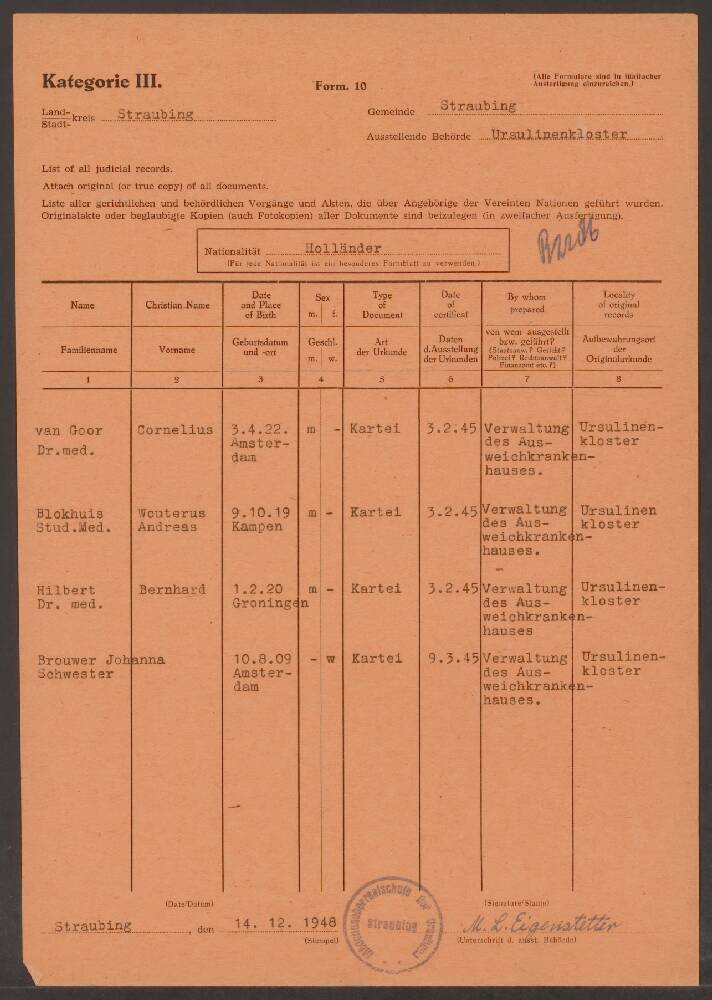 Kategorie III.
Form. 10
(Alle Formulare sind in fünffacher
Ausfertigung einzureichen.)
Land-
Stadt- kreis Straubing
Gemeinde Straubing
Ausstellende Behörde Ursulinenkloster
List of all judicial records.
Attach original (or true copy) of all documents.
Liste aller gerichtlichen und behördlichen Vorgänge und Akten, die über Angehörige der Vereinten Nationen geführt wurden.
Originalakte oder beglaubigte Kopien (auch Fotokopien) aller Dokumente sind beizulegen (in zweifacher Ausfertigung).
Nationalität Holländer
(Für jede Nationalität ist ein besonderes Formblatt zu verwenden.)
Name Christian Name Date and Place of Birth Sex m. f. Type of Document Date of certificat By whom prepared Locality of original records
Familienname Vorname Geburtsdatum und -ort Geschl. m. w. Art der Urkunde Daten d. Ausstellung der Urkunden von wem ausgestellt bzw. geführt? (Staatsanw.? Gericht? Polizei? Rechtsanwalt? Finanzamt etc.?) Aufbewahrungsort der Originalurkunde
1 2 3 4 5 6 7 8
van Goor Cornelius 3.4.22. m - Kartei 3.2.45 Verwaltung Ursulinen-
Dr.med. Amster- des Aus- kloster
dam weichkranken-
hauses.
Blokhuis Wouterus 9.10.19 m - Kartei 3.2.45 Verwaltung Ursulinen
Stud.Med. Andreas Kampen des Aus- kloster
weichkranken-
hauses.
Hilbert Bernhard 1.2.20 m - Kartei 3.2.45 Verwaltung Ursulinen-
Dr. med. Groningen des Aus- kloster
weichkranken-
hauses
Brouwer Johanna 10.8.09 - w Kartei 9.3.45 Verwaltung Ursulinen-
Schwester Amster- des Aus- kloster
dam weichkranken-
hauses.
(Date/Datum)
(Signature/Stamp)
Straubing, den 14. 12. 1948
(Stempel)
Straubing
M. L. Eigenstetter
(Unterschrift d. ausst. Behörde)